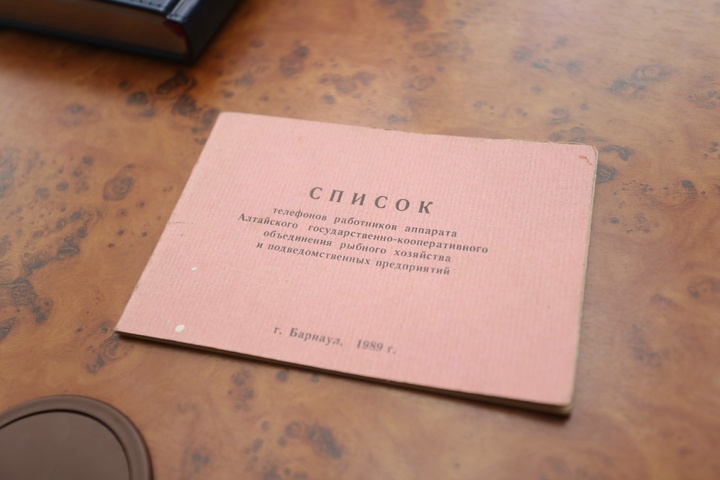 СПИСОК
телефонов работников аппарата
Алтайского государственно-кооперативного
объединения рыбного хозяйства
и подведомственных предприятий
г. Барнаул, 1989 г.